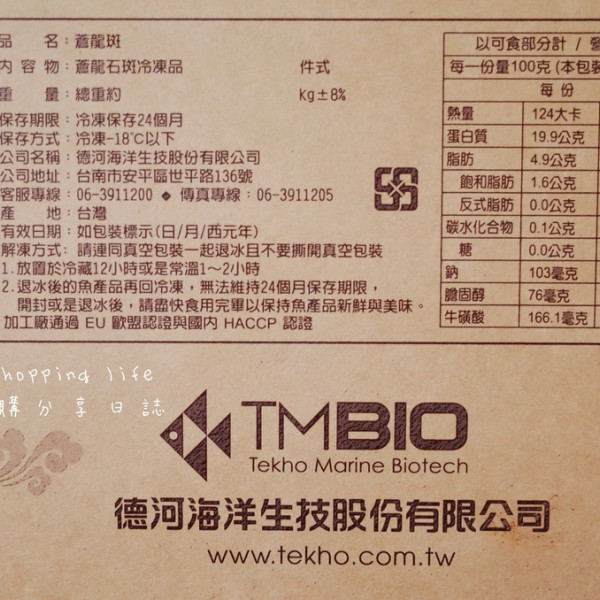 品 名：蒼龍斑
內 容 物：蒼龍石斑冷凍品 件式
重 量：總重約 kg±8%
保存期限：冷凍保存24個月
保存方式：冷凍-18℃以下
公司名稱：德河海洋生技股份有限公司
公司地址：台南市安平區世平路136號
客服專線：06-3911200 ◆ 傳真專線：06-3911205
產 地：台灣
有效日期：如包裝標示(日/月/西元年)
解凍方式：請連同真空包裝一起退冰且不要撕開真空包裝
1.放置於冷藏12小時或是常溫1～2小時
2.退冰後的魚產品再回冷凍，無法維持24個月保存期限，
開封或是退冰後，請盡快食用完畢以保持魚產品新鮮與美味。
加工廠通過 EU 歐盟認證與國內 HACCP 認證
以可食部分計 / 營
每一份量100克 (本包裝
每 份
熱量 124大卡
蛋白質 19.9公克
脂肪 4.9公克
飽和脂肪 1.6公克
反式脂肪 0.0公克
碳水化合物 0.1公克
糖 0.0公克
鈉 103毫克
膽固醇 76毫克
牛磺酸 166.1毫克
hopping life
購分享日誌
TMBIO
Tekho Marine Biotech
德河海洋生技股份有限公司
www.tekho.com.tw